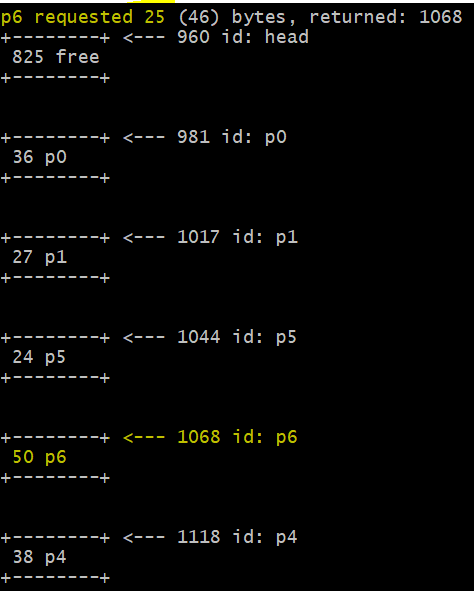 p6 requested 25 (46) bytes, returned: 1068
+--------+ <--- 960 id: head
825 free
+--------+
+--------+ <--- 981 id: p0
36 p0
+--------+
+--------+ <--- 1017 id: p1
27 p1
+--------+
+--------+ <--- 1044 id: p5
24 p5
+--------+
+--------+ <--- 1068 id: p6
50 p6
+--------+
+--------+ <--- 1118 id: p4
38 p4
+--------+